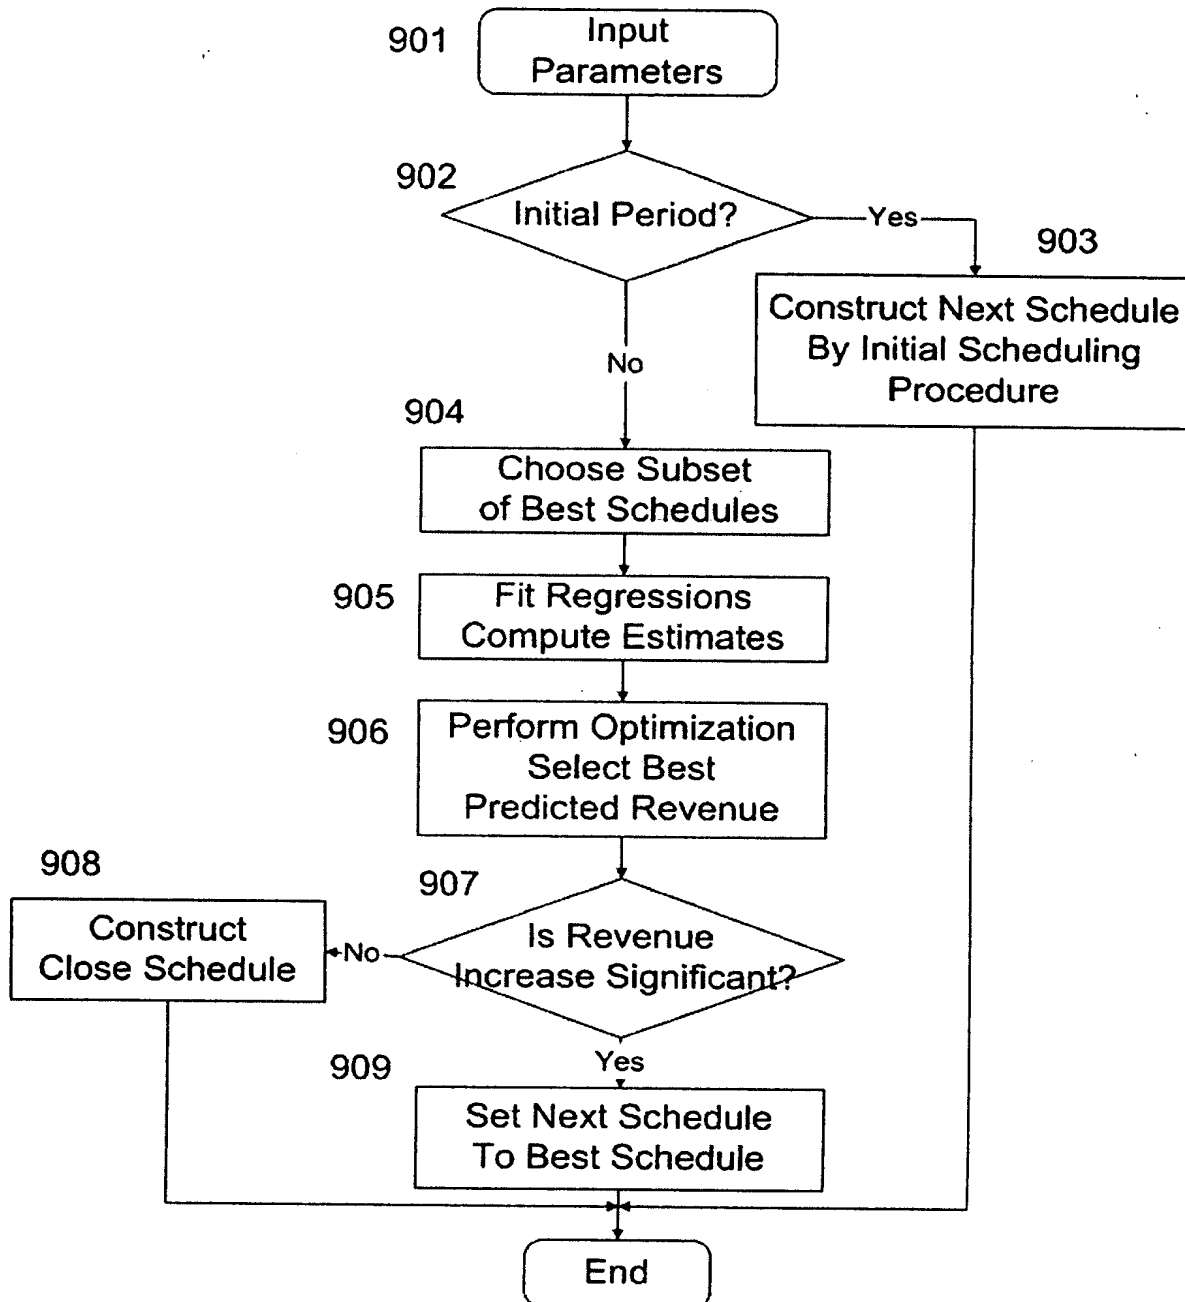 901
Input
Parameters
902
Initial Period?
Yes
903
Construct Next Schedule
By Initial Scheduling
Procedure
No
904
Choose Subset
of Best Schedules
905
Fit Regressions
Compute Estimates
906
Perform Optimization
Select Best
Predicted Revenue
907
Is Revenue
Increase Significant?
No
908
Construct
Close Schedule
Yes
909
Set Next Schedule
To Best Schedule
End